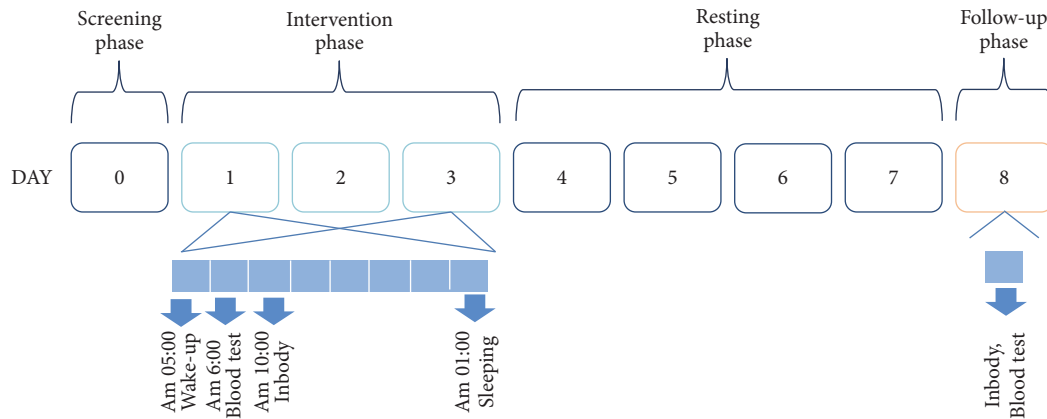 Screening
phase
Intervention
phase
Resting
phase
Follow-up
phase
DAY
0
1
2
3
4
5
6
7
8
Am 05:00
Wake-up
Am 6:00
Blood test
Am 10:00
Inbody
Am 01:00
Sleeping
Inbody,
Blood test